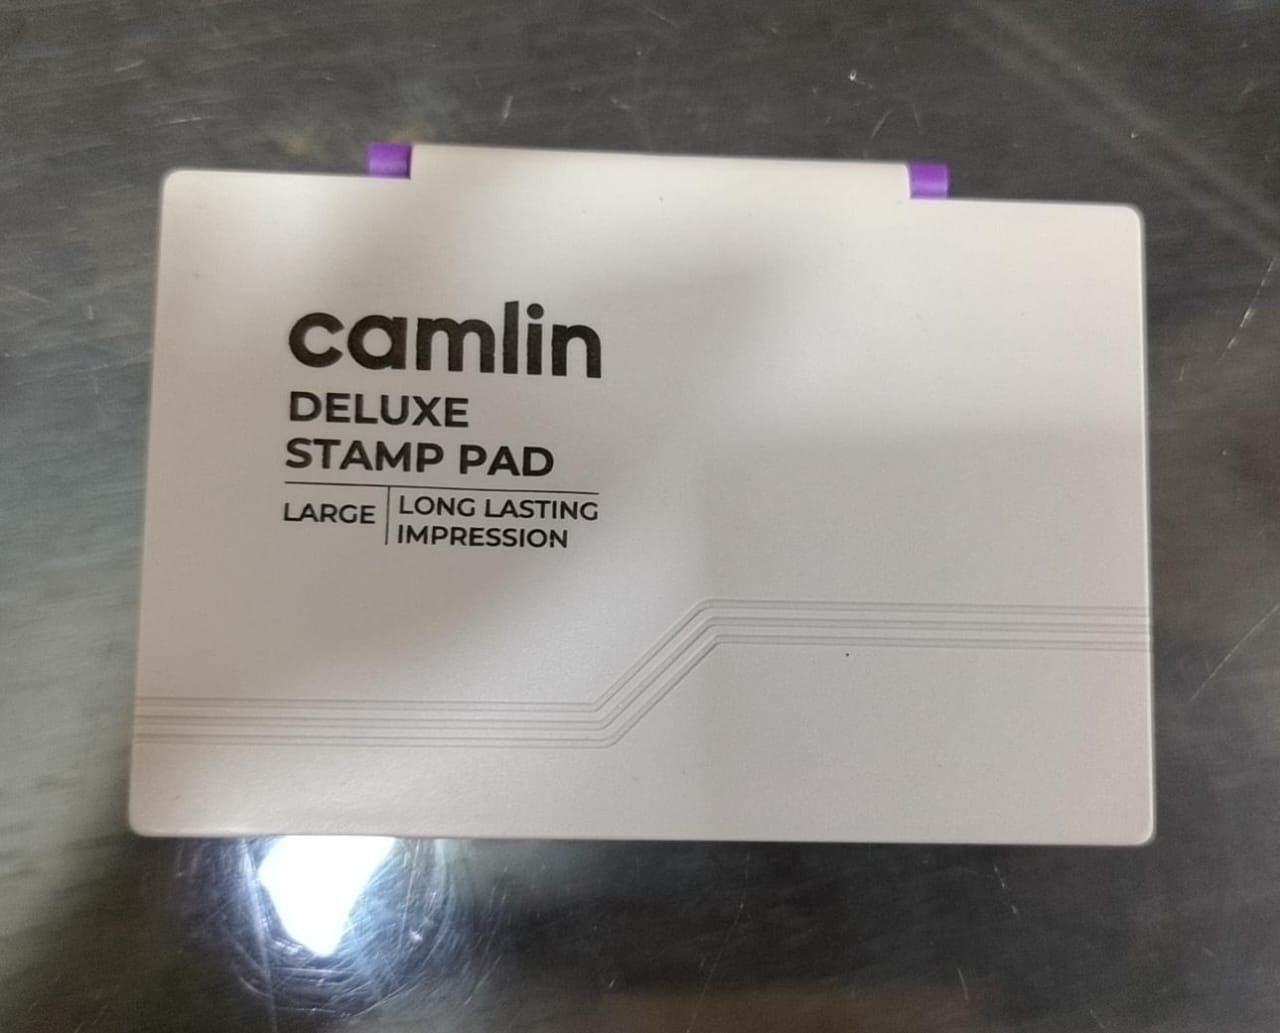 camlin
DELUXE
STAMP PAD
LARGE
LONG LASTING
IMPRESSION